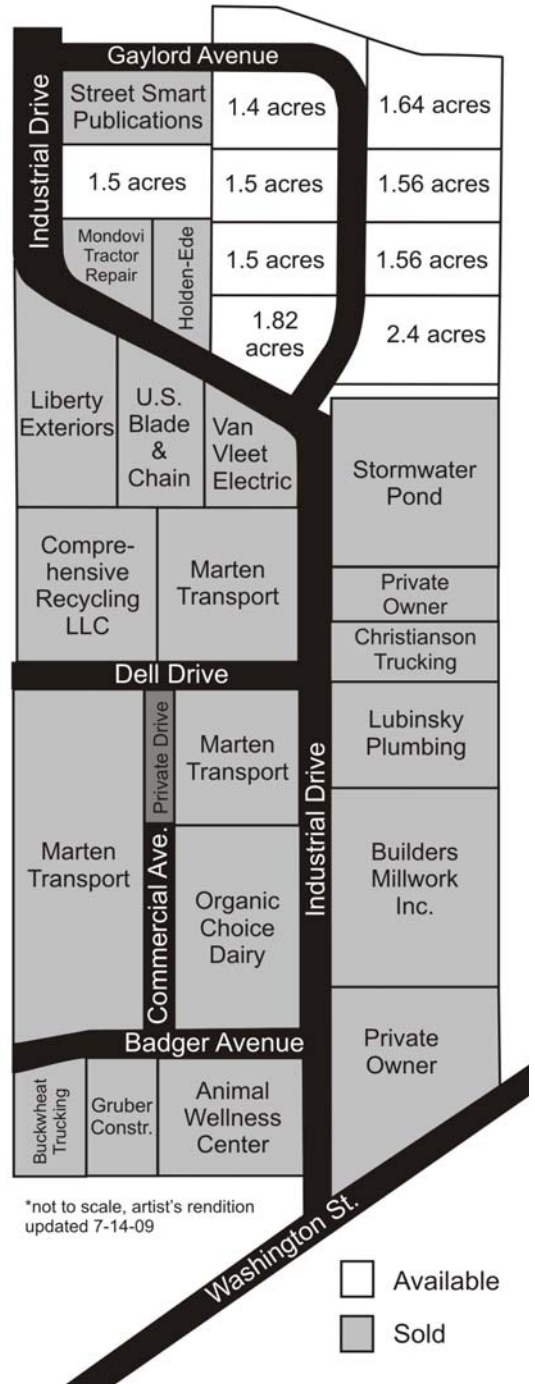 Gaylord Avenue
Industrial Drive
Street Smart
Publications
1.4 acres
1.64 acres
1.5 acres
1.5 acres
1.56 acres
Mondovi
Tractor
Repair
Holden-Ede
1.5 acres
1.56 acres
1.82
acres
2.4 acres
Liberty
Exteriors
U.S.
Blade
&
Chain
Van
Vleet
Electric
Stormwater
Pond
Compre-
hensive
Recycling
LLC
Marten
Transport
Private
Owner
Christianson
Trucking
Dell Drive
Private Drive
Marten
Transport
Industrial Drive
Lubinsky
Plumbing
Marten
Transport
Commercial Ave.
Organic
Choice
Dairy
Builders
Millwork
Inc.
Badger Avenue
Private
Owner
Buckwheat
Trucking
Gruber
Constr.
Animal
Wellness
Center
*not to scale, artist's rendition
updated 7-14-09
Washington St.
Available
Sold